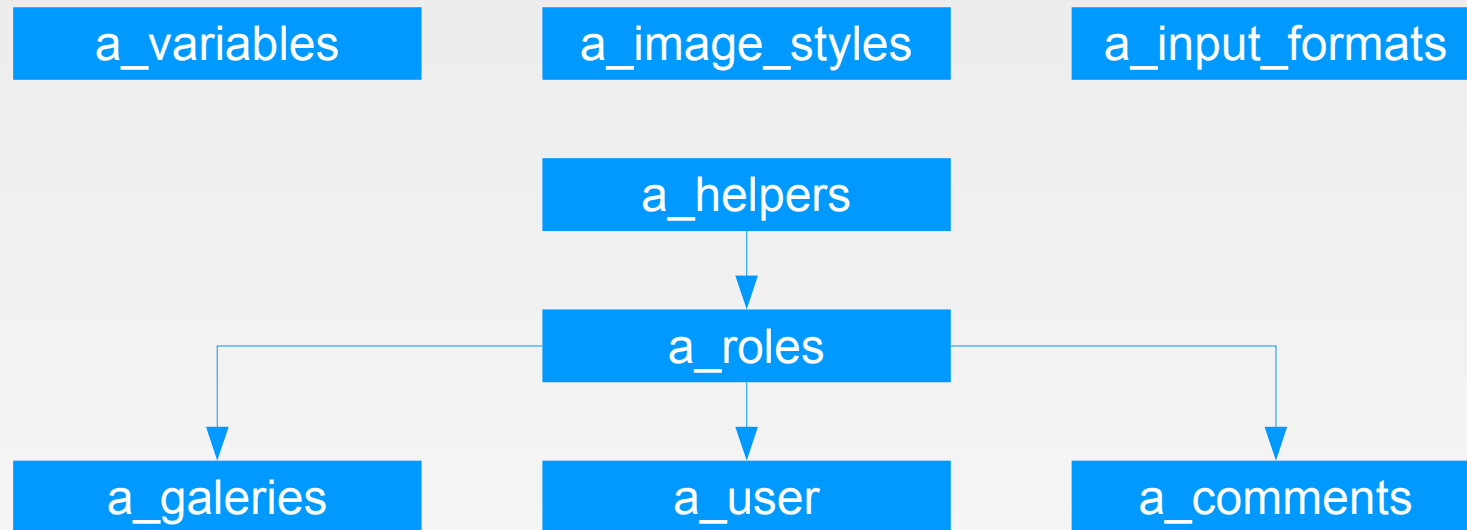 a_variables
a_image_styles
a_input_formats
a_helpers
a_roles
a_galeries
a_user
a_comments